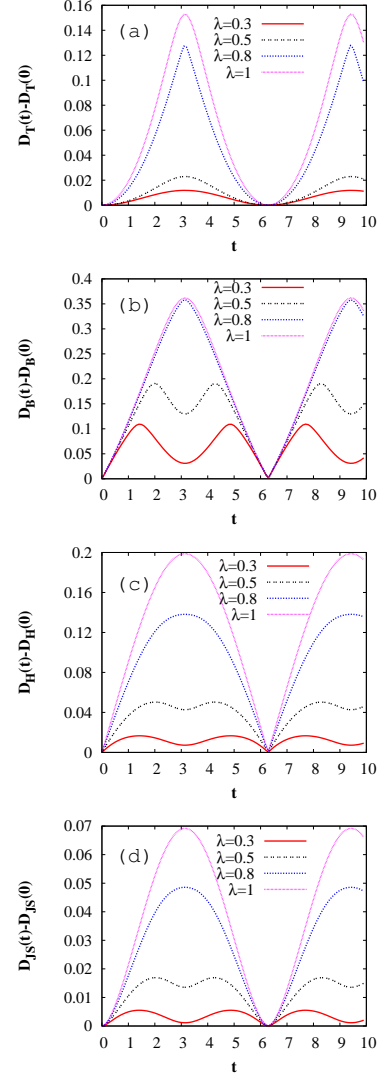 0.16
0.14
0.12
0.1
0.08
0.06
0.04
0.02
0
D_T(t)-D_T(0)
(a)
λ=0.3
λ=0.5
λ=0.8
λ=1
0 1 2 3 4 5 6 7 8 9 10
t
0.4
0.35
0.3
0.25
0.2
0.15
0.1
0.05
0
D_B(t)-D_B(0)
(b)
λ=0.3
λ=0.5
λ=0.8
λ=1
0 1 2 3 4 5 6 7 8 9 10
t
0.2
0.16
0.12
0.08
0.04
0
D_H(t)-D_H(0)
(c)
λ=0.3
λ=0.5
λ=0.8
λ=1
0 1 2 3 4 5 6 7 8 9 10
t
0.07
0.06
0.05
0.04
0.03
0.02
0.01
0
D_JS(t)-D_JS(0)
(d)
λ=0.3
λ=0.5
λ=0.8
λ=1
0 1 2 3 4 5 6 7 8 9 10
t